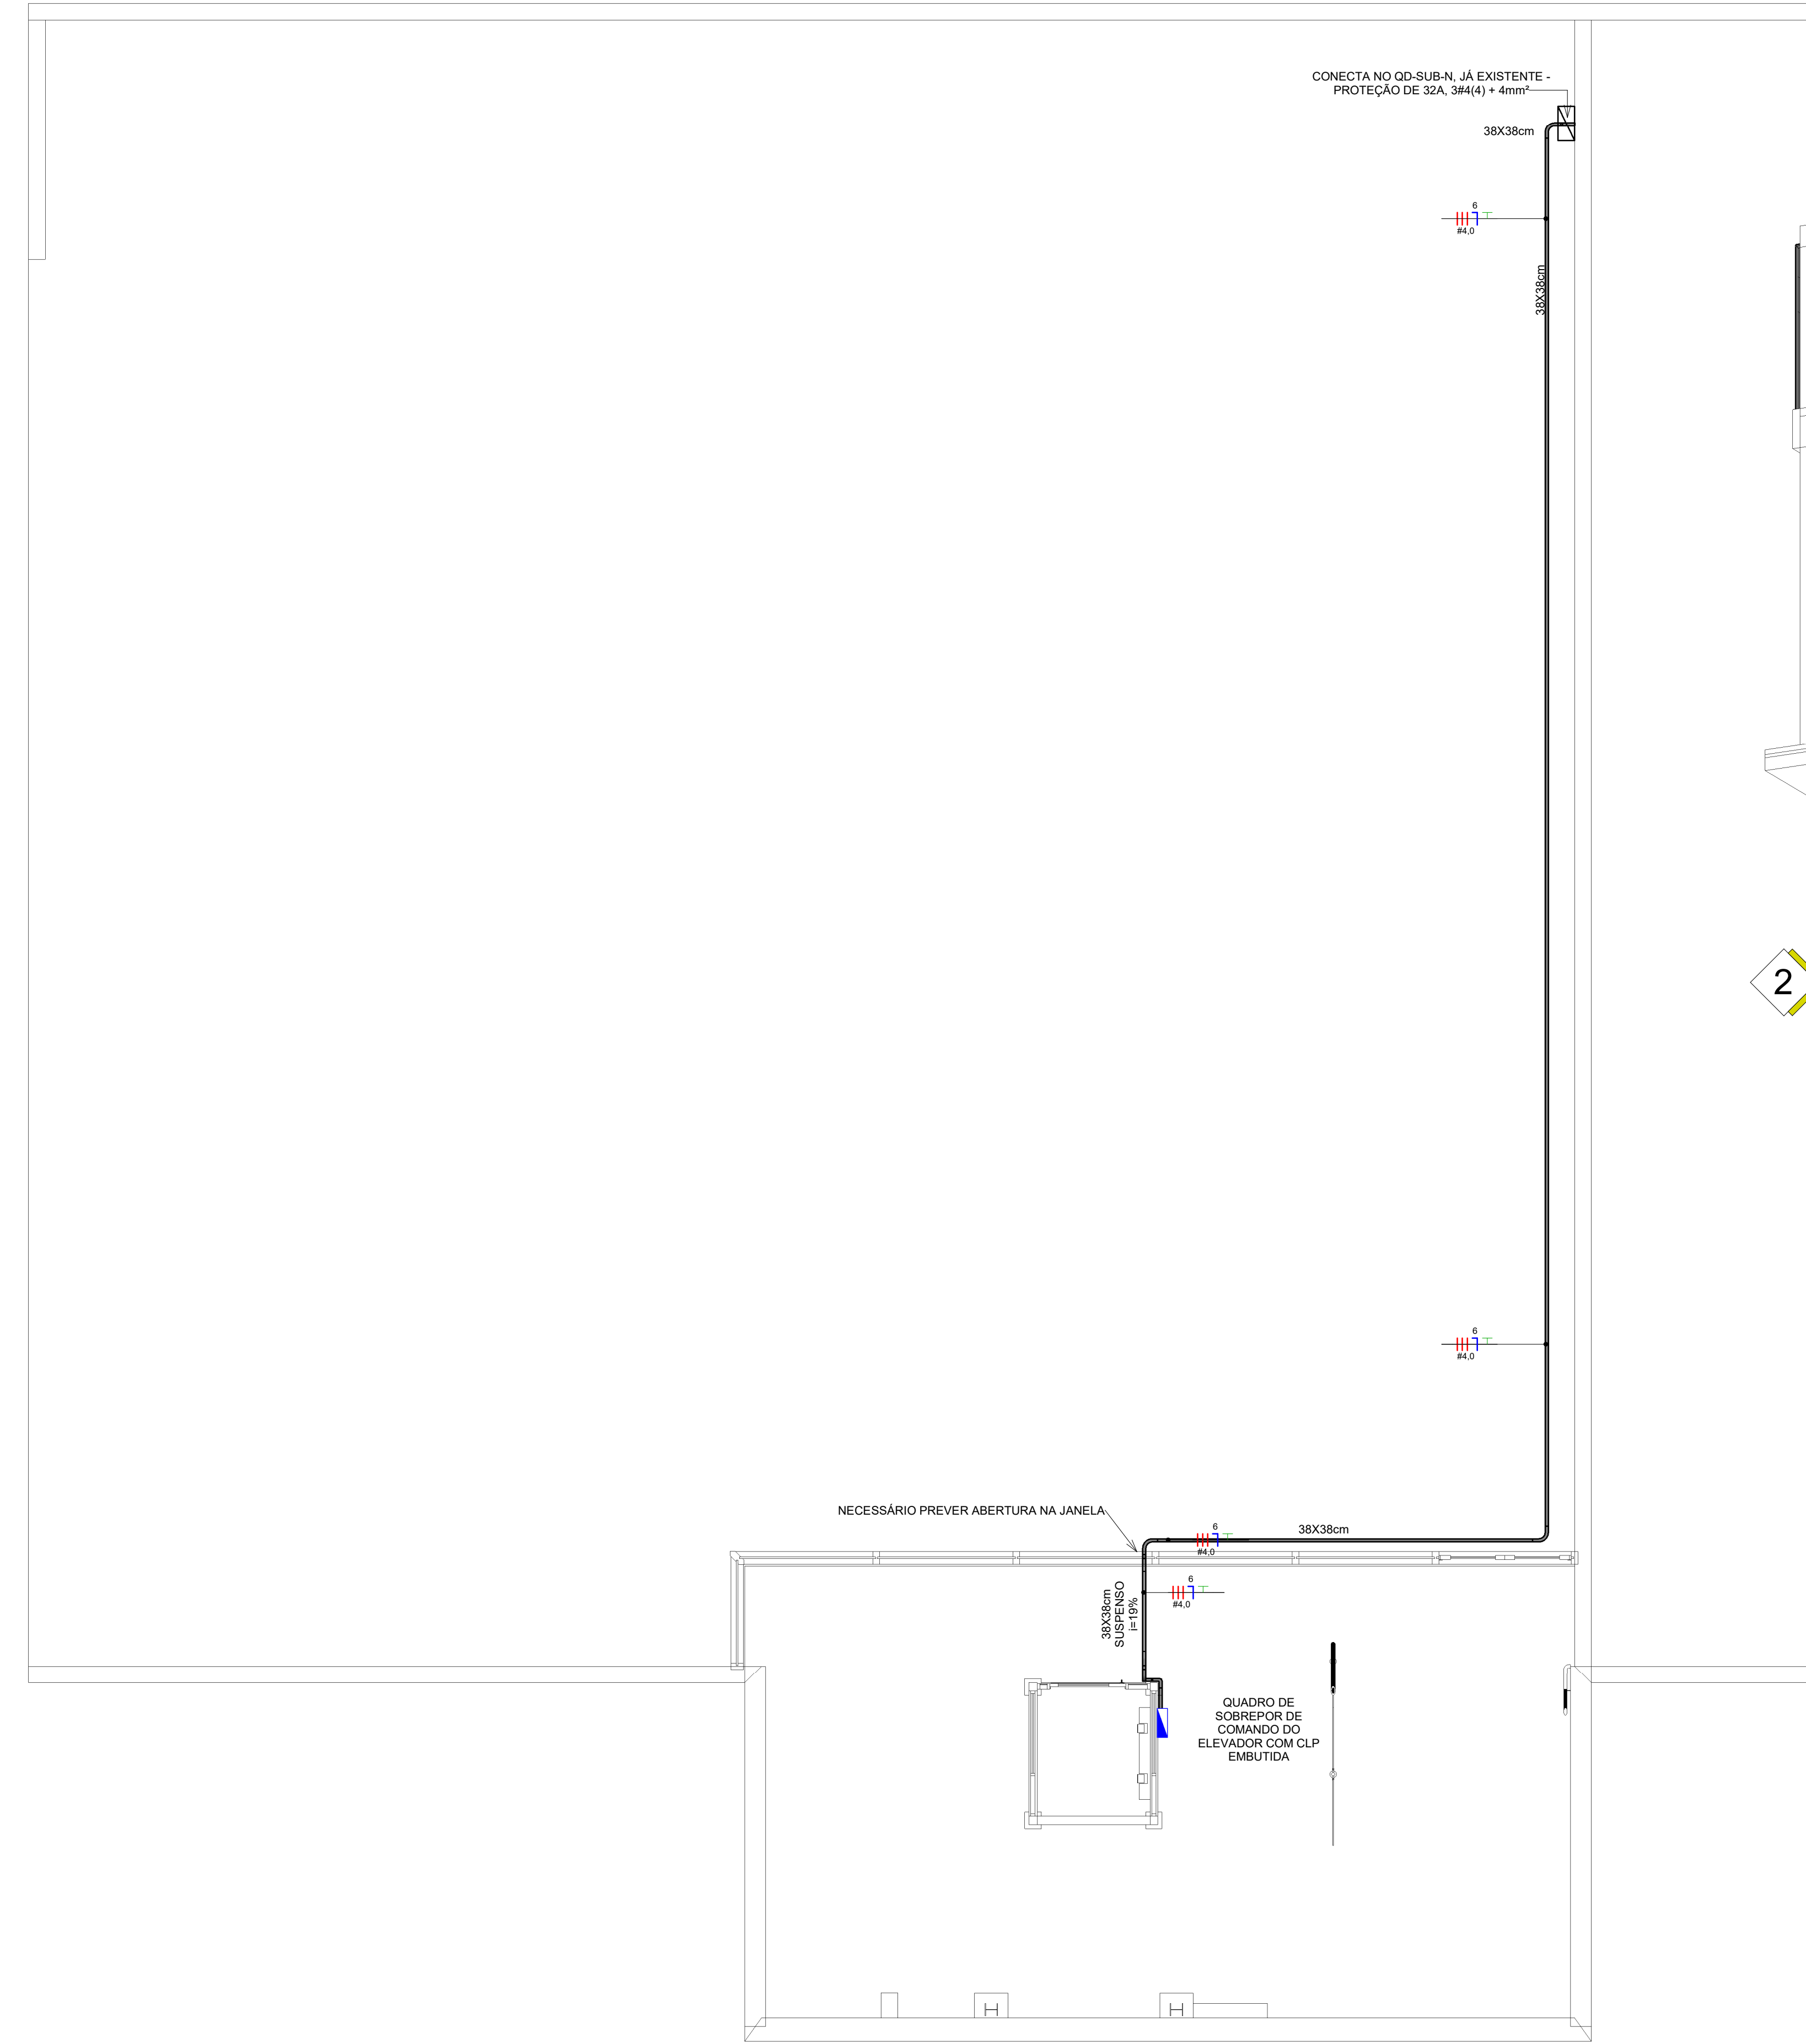 CONECTA NO QD-SUB-N, JÁ EXISTENTE -
PROTEÇÃO DE 32A, 3#4(4) + 4mm²
38X38cm
6
#4,0
38X38cm
2
6
#4,0
NECESSÁRIO PREVER ABERTURA NA JANELA
6
#4,0
38X38cm
6
#4,0
38X38cm
SUSPENSO
i=19%
QUADRO DE
SOBREPOR DE
COMANDO DO
ELEVADOR COM CLP
EMBUTIDA